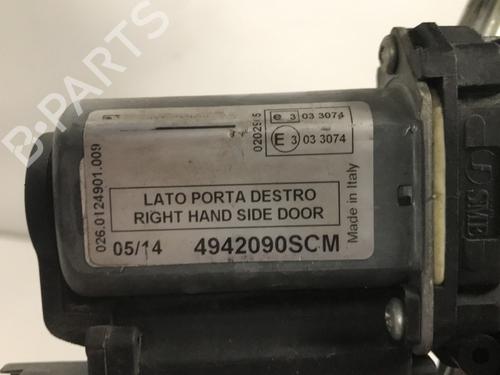 B-PARTS
026.0124901.009
0202915
e 3 03 3074
E 3 03 3074
LATO PORTA DESTRO
RIGHT HAND SIDE DOOR
05/14 4942090SCM
Made in Italy
SME